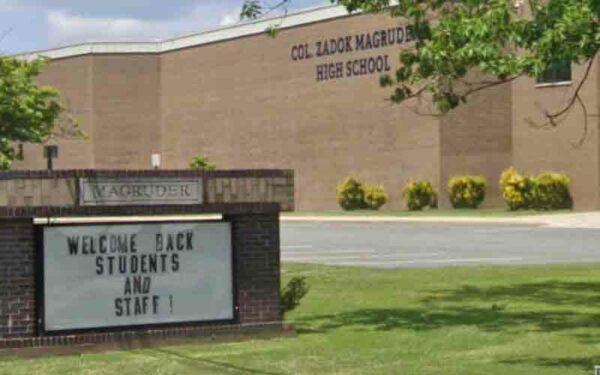 COL. ZADOK MAGRUDER
HIGH SCHOOL
MAGRUDER
WELCOME BACK
STUDENTS
AND
STAFF!